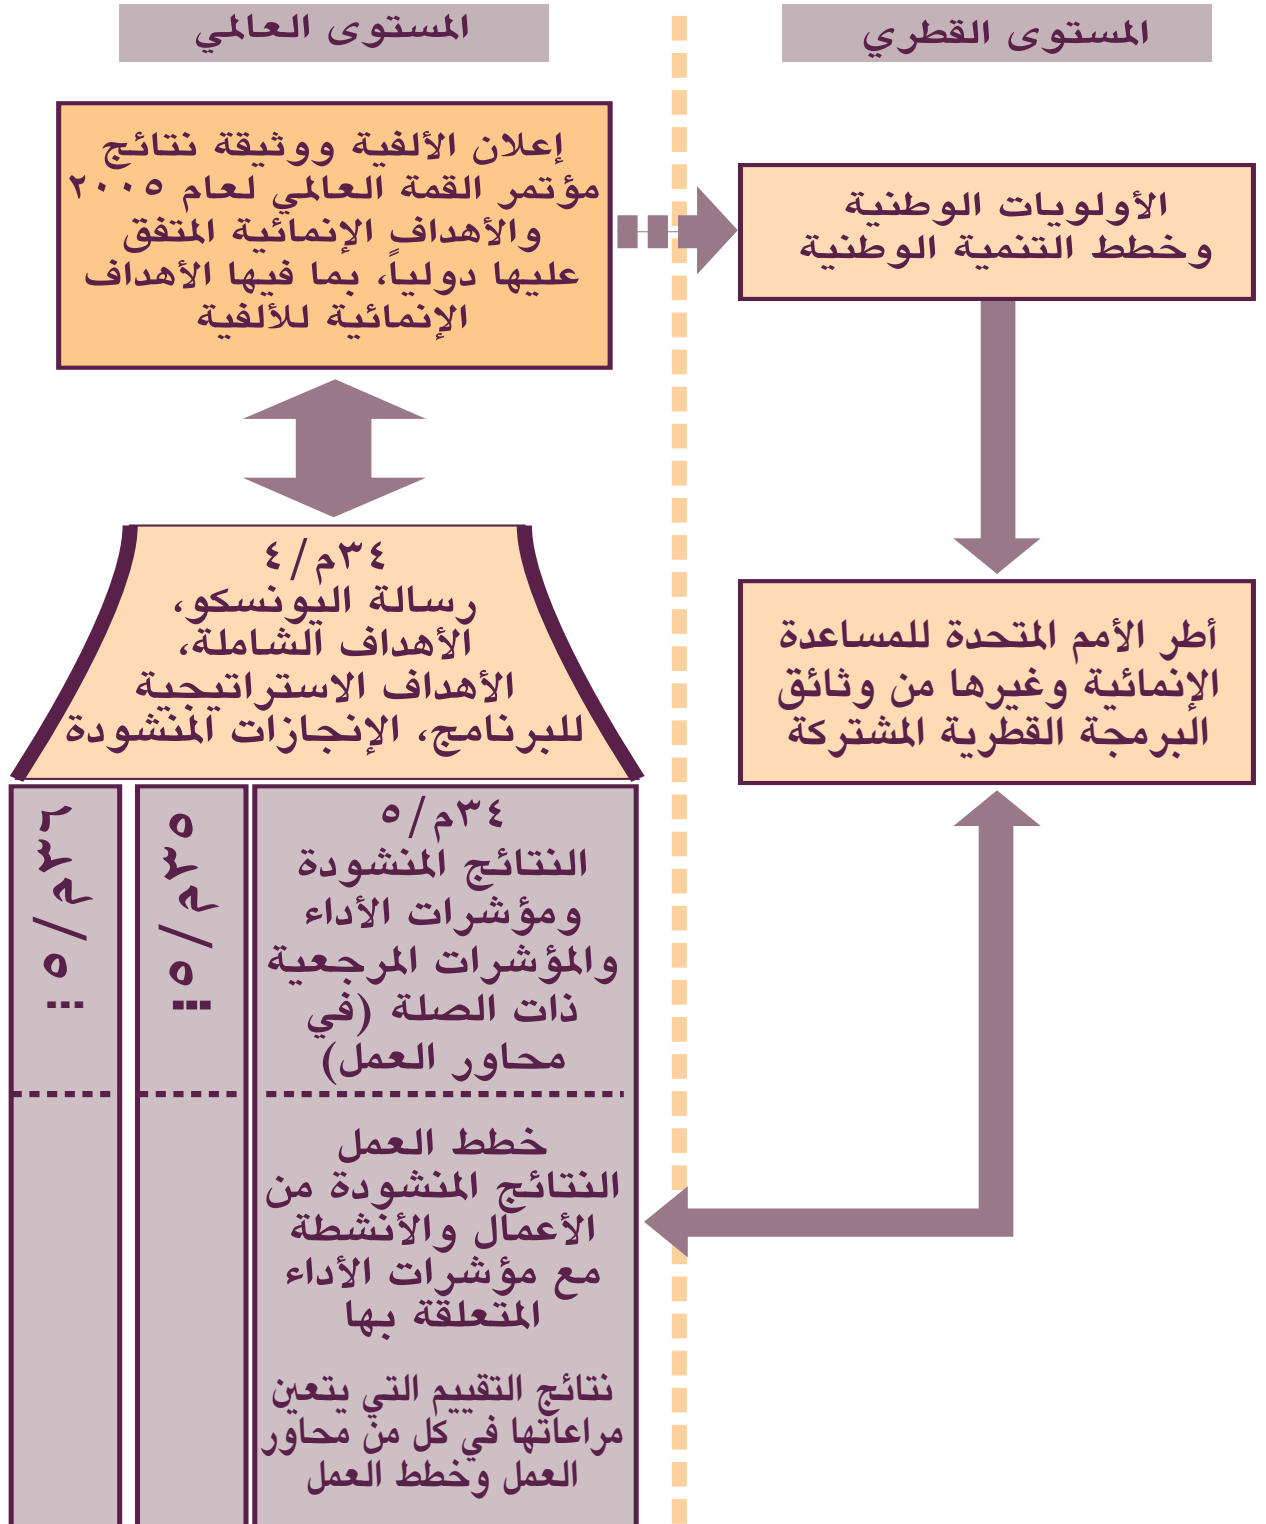 المستوى القطري
المستوى العالمي
الأولويات الوطنية
وخطط التنمية الوطنية
أطر الأمم المتحدة للمساعدة
الإنمائية وغيرها من وثائق
البرمجة القطرية المشتركة
إعلان الألفية ووثيقة نتائج
مؤتمر القمة العالمي لعام ٢٠٠٥
والأهداف الإنمائية المتفق
عليها دولياً، بما فيها الأهداف
الإنمائية للألفية
٣٤م/٤
رسالة اليونسكو،
الأهداف الشاملة،
الأهداف الاستراتيجية
للبرنامج، الإنجازات المنشودة
٣٤م/٥
النتائج المنشودة
ومؤشرات الأداء
والمؤشرات المرجعية
ذات الصلة (في
محاور العمل)
خطط العمل
النتائج المنشودة من
الأعمال والأنشطة
مع مؤشرات الأداء
المتعلقة بها
نتائج التقييم التي يتعين
مراعاتها في كل من محاور
العمل وخطط العمل
٣٥م/٥...
٣٦م/٥...